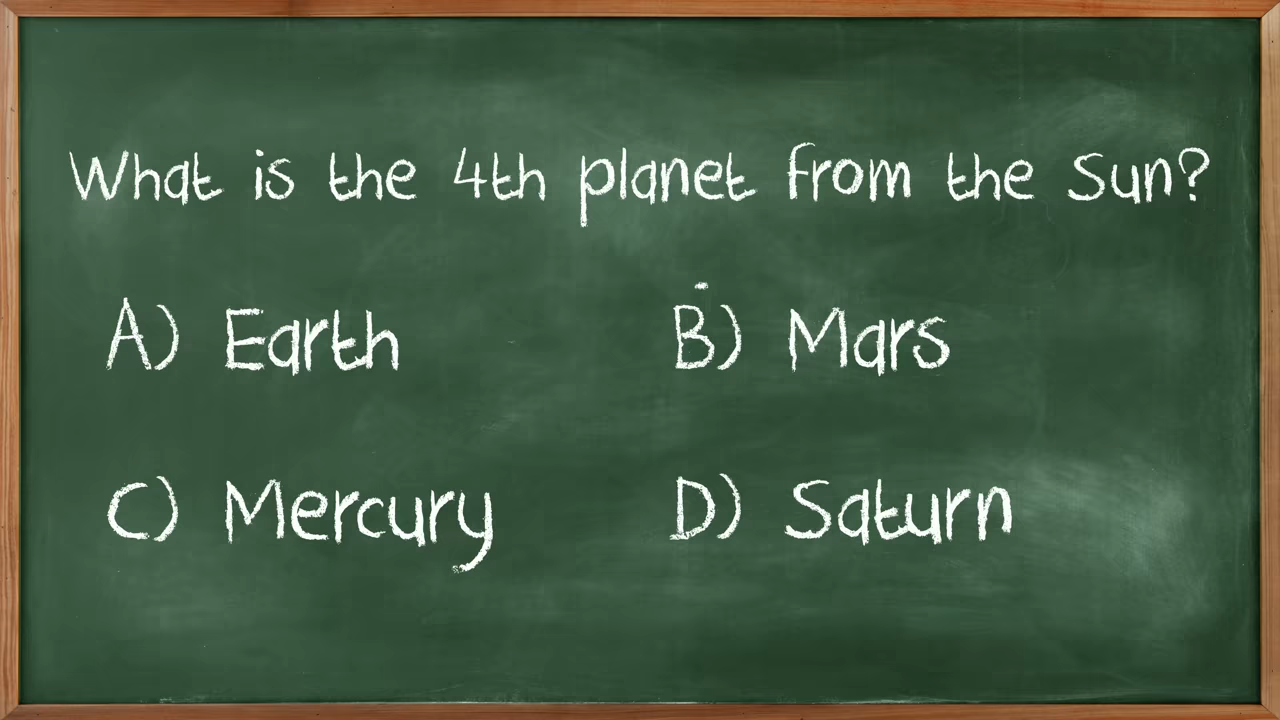 What is the 4th planet from the Sun?
A) Earth B) Mars
C) Mercury D) Saturn